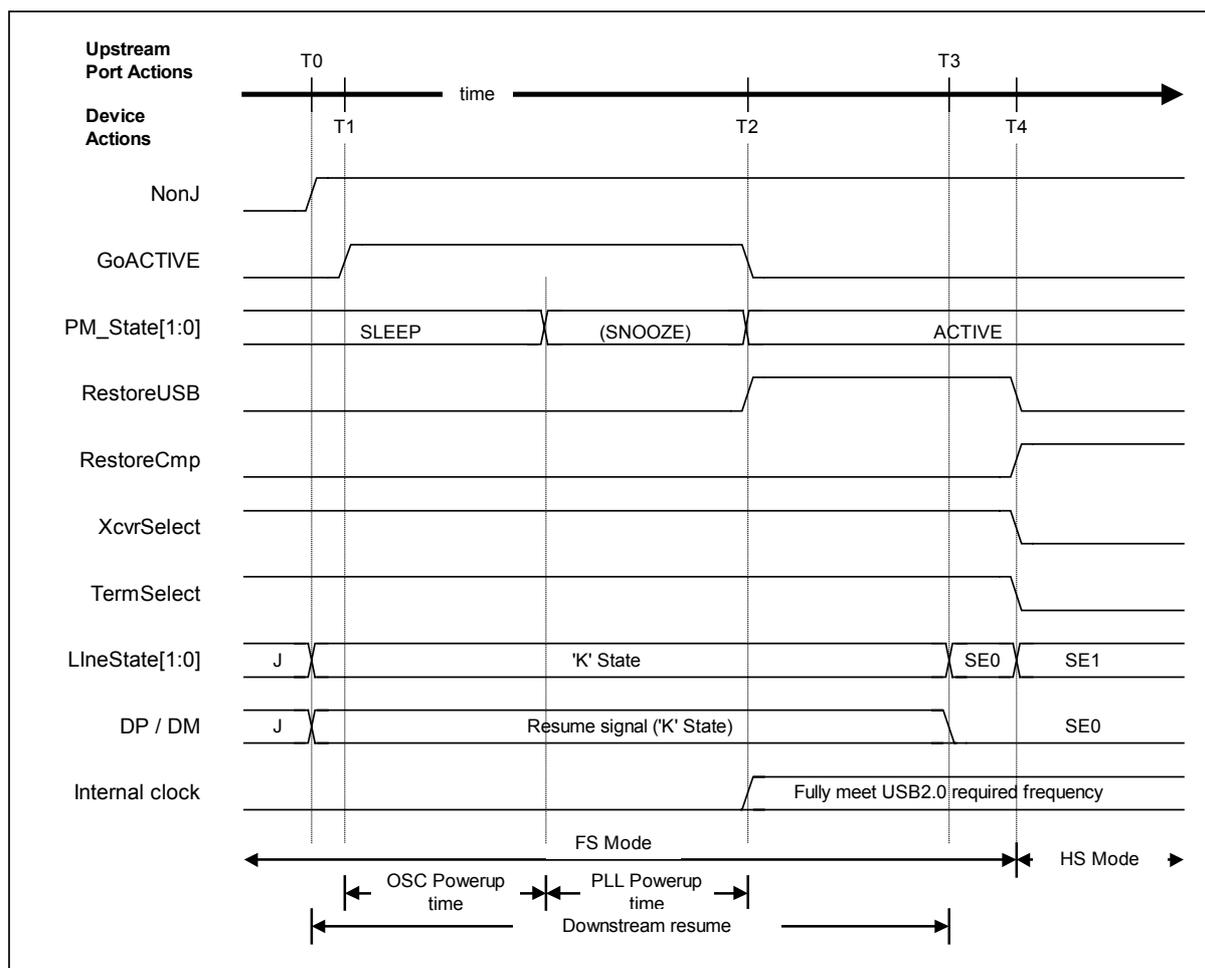 Upstream
Port Actions
T0
T3
time
Device
Actions
T1
T2
T4
NonJ
GoACTIVE
PM_State[1:0]
SLEEP
(SNOOZE)
ACTIVE
RestoreUSB
RestoreCmp
XcvrSelect
TermSelect
LIneState[1:0]
J
'K' State
SE0
SE1
DP / DM
J
Resume signal ('K' State)
SE0
Internal clock
Fully meet USB2.0 required frequency
FS Mode
HS Mode
OSC Powerup
time
PLL Powerup
time
Downstream resume